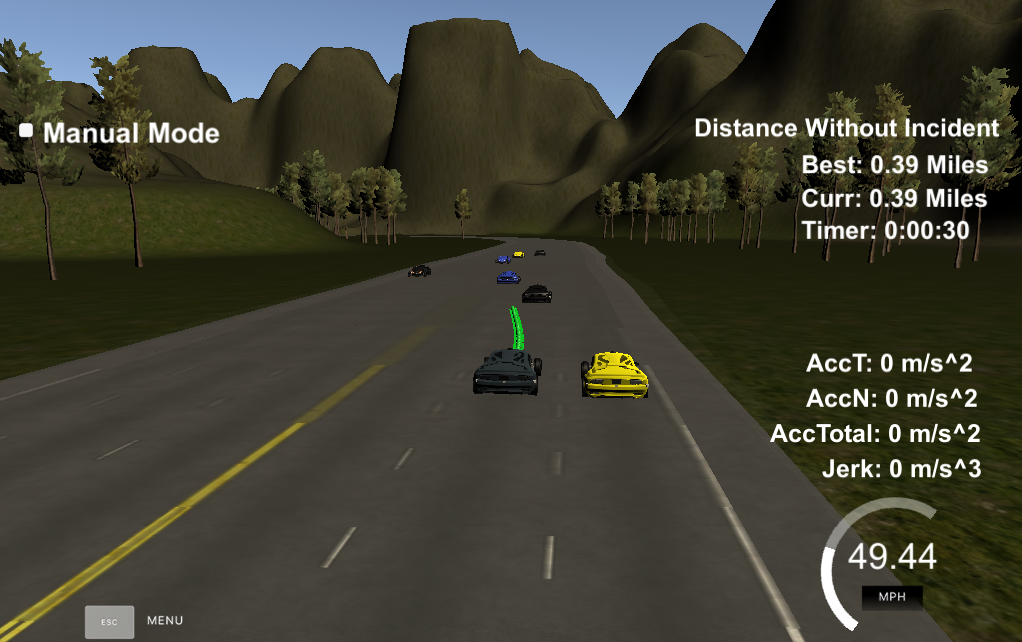 Manual Mode
Distance Without Incident
Best: 0.39 Miles
Curr: 0.39 Miles
Timer: 0:00:30
AccT: 0 m/s^2
AccN: 0 m/s^2
AccTotal: 0 m/s^2
Jerk: 0 m/s^3
49.44
MPH
ESC MENU